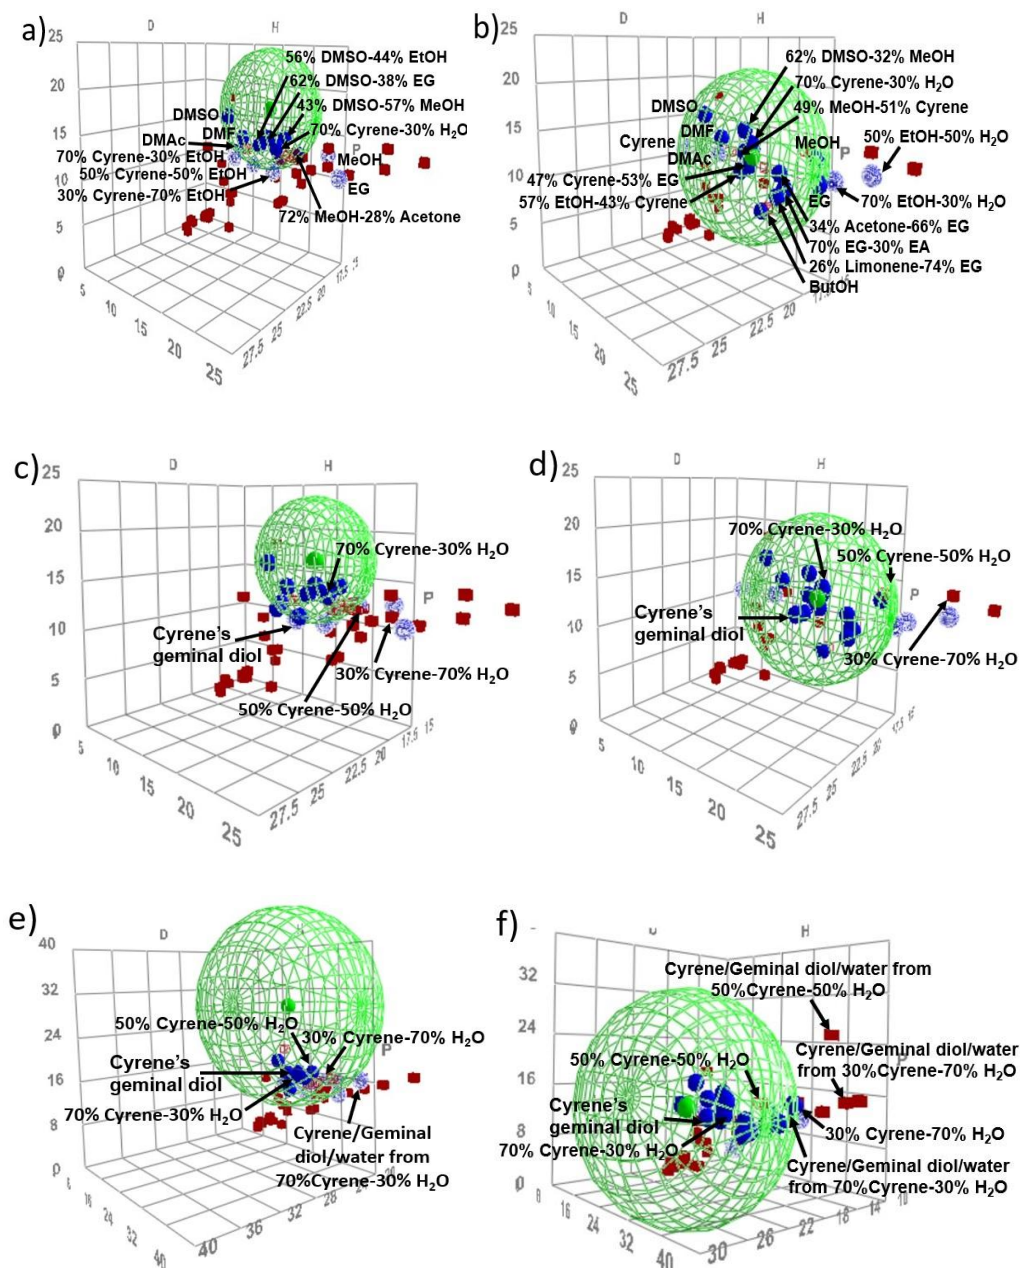 a)
D
H
25
20
15
10
5
0
56% DMSO-44% EtOH
62% DMSO-38% EG
43% DMSO-57% MeOH
DMSO
70% Cyrene-30% H₂O
DMAc
DMF
P
70% Cyrene-30% EtOH
MeOH
50% Cyrene-50% EtOH
30% Cyrene-70% EtOH
EG
72% MeOH-28% Acetone
5
10
15
20
25
27.5
25
22.5
20
17.5
15
b)
D
H
25
20
15
10
5
0
62% DMSO-32% MeOH
70% Cyrene-30% H₂O
DMSO
49% MeOH-51% Cyrene
DMF
Cyrene
MeOH
50% EtOH-50% H₂O
P
DMAc
47% Cyrene-53% EG
57% EtOH-43% Cyrene
EG
70% EtOH-30% H₂O
34% Acetone-66% EG
70% EG-30% EA
26% Limonene-74% EG
ButOH
5
10
15
20
25
27.5
25
22.5
20
c)
D
H
25
20
15
10
5
0
70% Cyrene-30% H₂O
P
Cyrene's
geminal diol
30% Cyrene-70% H₂O
50% Cyrene-50% H₂O
5
10
15
20
25
27.5
25
22.5
20
17.5
15
d)
D
H
25
20
15
10
5
0
70% Cyrene-30% H₂O
50% Cyrene-50% H₂O
P
Cyrene's
geminal diol
30% Cyrene-70% H₂O
5
10
15
20
25
27.5
25
22.5
20
17.5
15
e)
D
H
40
32
24
16
8
0
50% Cyrene-50% H₂O
30% Cyrene-70% H₂O
P
Cyrene's
geminal diol
70% Cyrene-30% H₂O
Cyrene/Geminal
diol/water from
70%Cyrene-30% H₂O
8
16
24
32
40
40
36
32
28
20
f)
H
32
24
16
8
0
Cyrene/Geminal diol/water from
50%Cyrene-50% H₂O
50% Cyrene-50% H₂O
Cyrene/Geminal diol/water
from 30%Cyrene-70% H₂O
Cyrene's
geminal diol
70% Cyrene-30% H₂O
30% Cyrene-70% H₂O
Cyrene/Geminal diol/water
from 70%Cyrene-30% H₂O
8
16
24
32
40
30
26
22
18
14
10